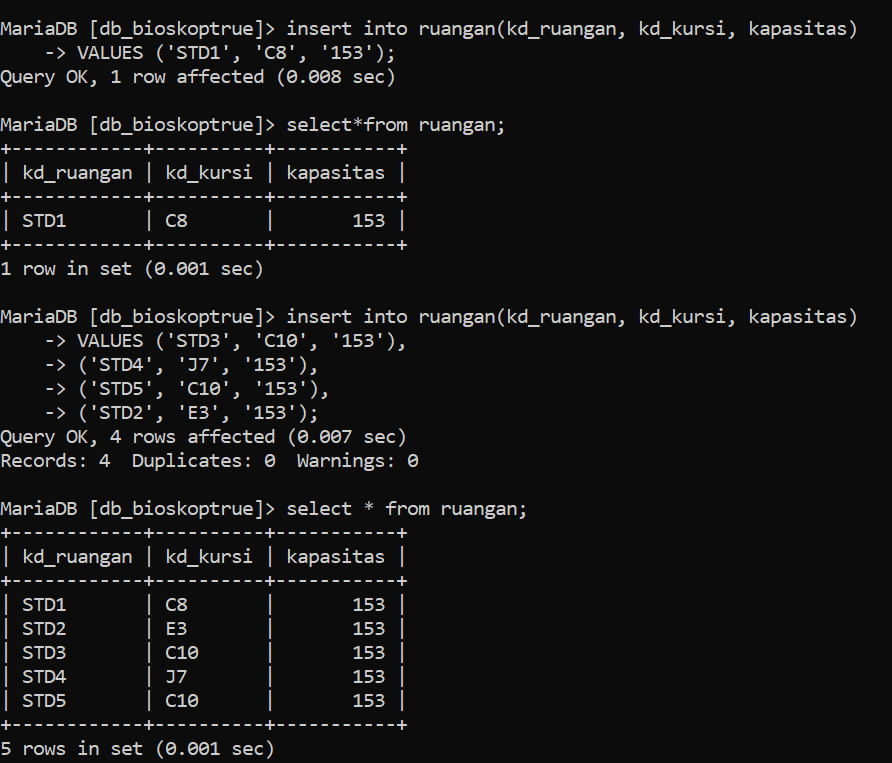 MariaDB [db_bioskoptrue]> insert into ruangan(kd_ruangan, kd_kursi, kapasitas)
    -> VALUES ('STD1', 'C8', '153');
Query OK, 1 row affected (0.008 sec)

MariaDB [db_bioskoptrue]> select*from ruangan;
+------------+----------+-----------+
| kd_ruangan | kd_kursi | kapasitas |
+------------+----------+-----------+
| STD1       | C8       |       153 |
+------------+----------+-----------+
1 row in set (0.001 sec)

MariaDB [db_bioskoptrue]> insert into ruangan(kd_ruangan, kd_kursi, kapasitas)
    -> VALUES ('STD3', 'C10', '153'),
    -> ('STD4', 'J7', '153'),
    -> ('STD5', 'C10', '153'),
    -> ('STD2', 'E3', '153');
Query OK, 4 rows affected (0.007 sec)
Records: 4  Duplicates: 0  Warnings: 0

MariaDB [db_bioskoptrue]> select * from ruangan;
+------------+----------+-----------+
| kd_ruangan | kd_kursi | kapasitas |
+------------+----------+-----------+
| STD1       | C8       |       153 |
| STD2       | E3       |       153 |
| STD3       | C10      |       153 |
| STD4       | J7       |       153 |
| STD5       | C10      |       153 |
+------------+----------+-----------+
5 rows in set (0.001 sec)